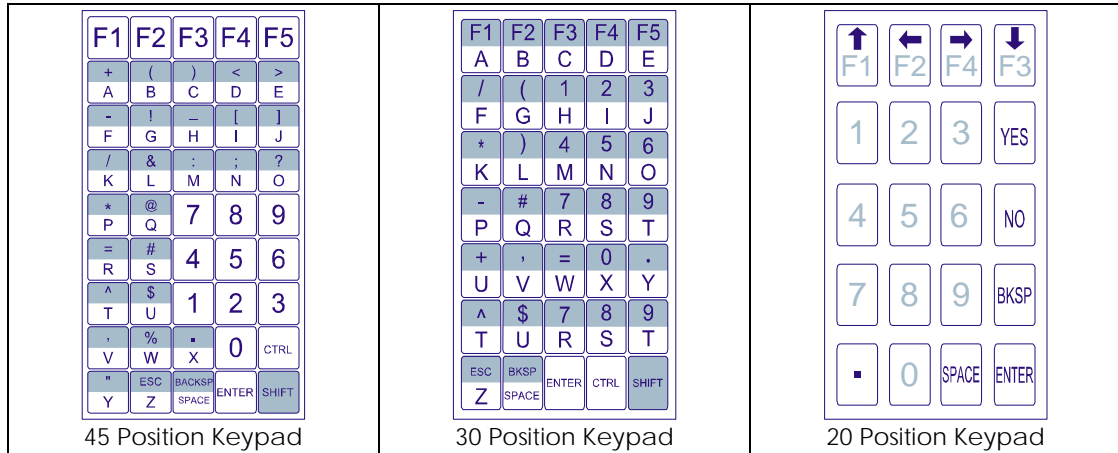 F1 F2 F3 F4 F5
+ ( ) < >
A B C D E
- ! _ [ ]
F G H I J
/ & : ; ?
K L M N O
* @ 7 8 9
P Q
= # 4 5 6
R S
^ $ 1 2 3
T U
, % . 0 CTRL
V W X
" ESC BACKSP ENTER SHIFT
Y Z SPACE
45 Position Keypad
F1 F2 F3 F4 F5
A B C D E
/ ( 1 2 3
F G H I J
* ) 4 5 6
K L M N O
- # 7 8 9
P Q R S T
+ , = 0 .
U V W X Y
^ $ 7 8 9
T U R S T
ESC BKSP ENTER CTRL SHIFT
Z SPACE
30 Position Keypad
F1 F2 F4 F3
1 2 3 YES
4 5 6 NO
7 8 9 BKSP
. 0 SPACE ENTER
20 Position Keypad